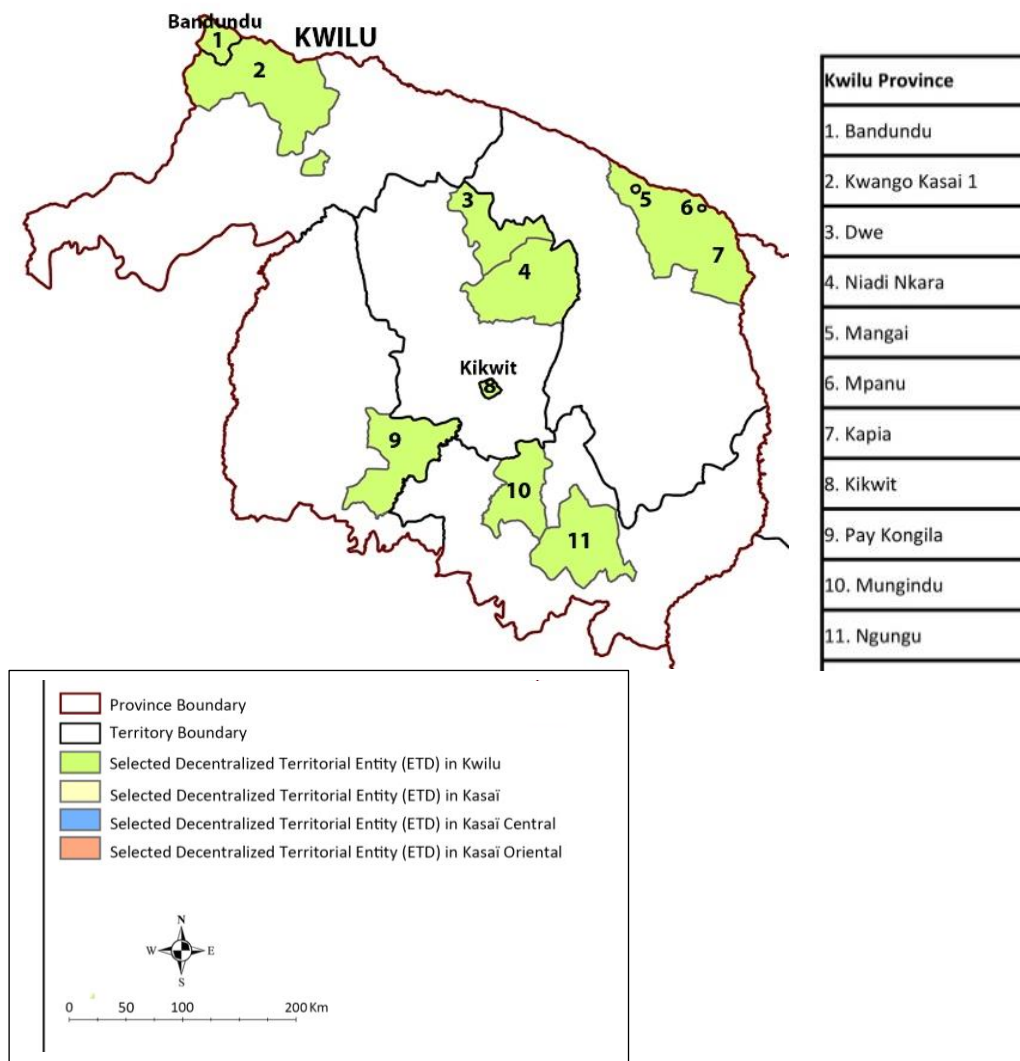 Bandundu
KWILU
1
2
3
4
5
6
7
Kikwit
8
9
10
11
Kwilu Province
1. Bandundu
2. Kwango Kasai 1
3. Dwe
4. Niadi Nkara
5. Mangai
6. Mpanu
7. Kapia
8. Kikwit
9. Pay Kongila
10. Mungindu
11. Ngungu
Province Boundary
Territory Boundary
Selected Decentralized Territorial Entity (ETD) in Kwilu
Selected Decentralized Territorial Entity (ETD) in Kasaï
Selected Decentralized Territorial Entity (ETD) in Kasaï Central
Selected Decentralized Territorial Entity (ETD) in Kasaï Oriental
N
W E
S
0 50 100 200 Km